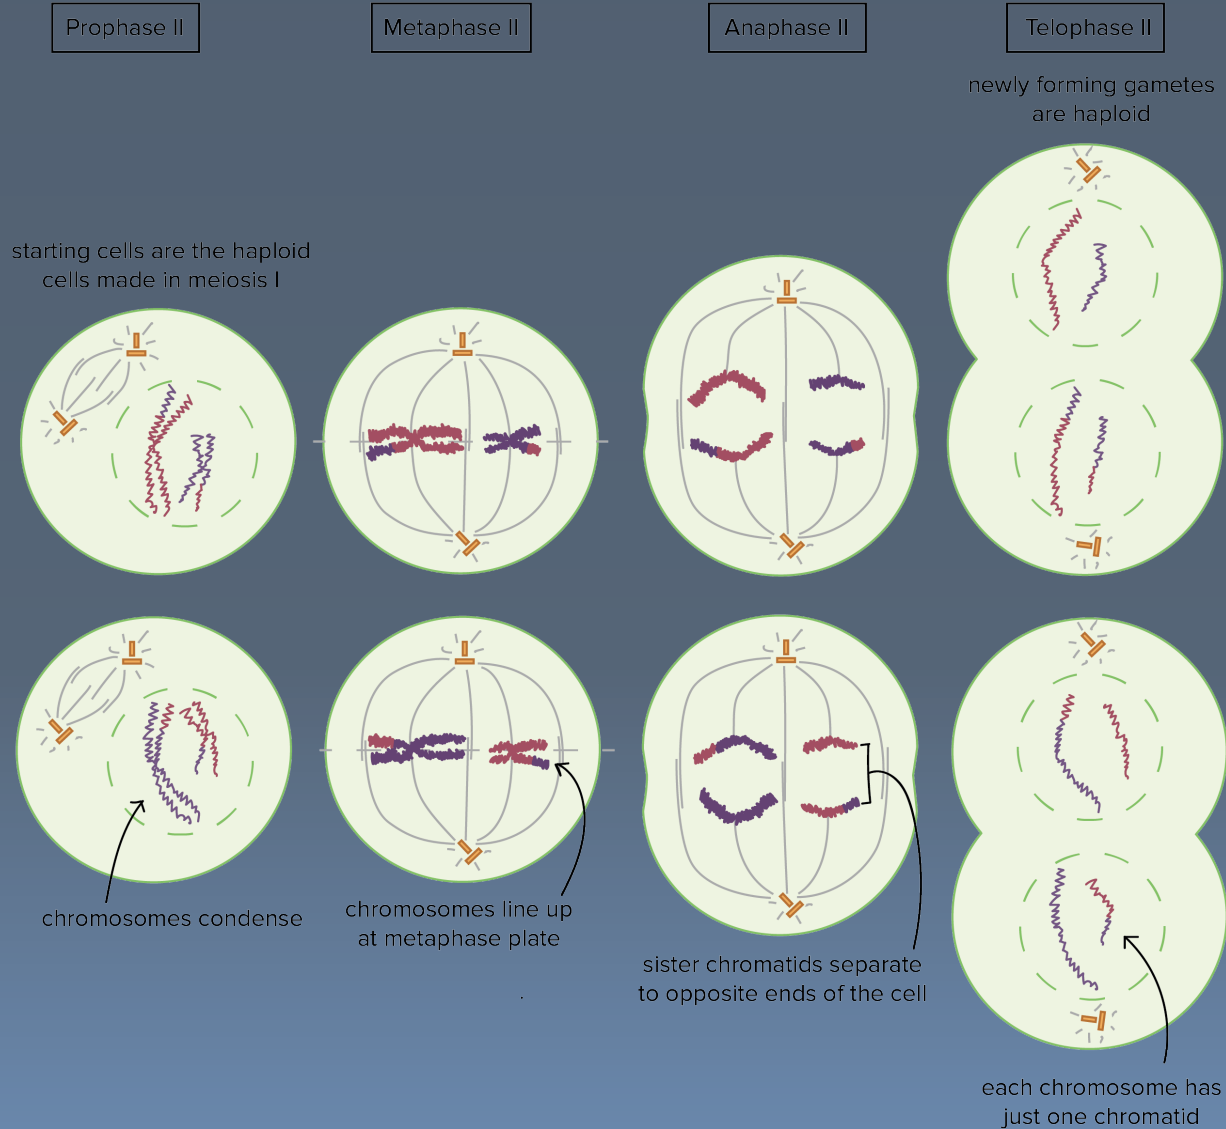 Prophase II
Metaphase II
Anaphase II
Telophase II
newly forming gametes
are haploid
starting cells are the haploid
cells made in meiosis I
chromosomes condense
chromosomes line up
at metaphase plate
sister chromatids separate
to opposite ends of the cell
each chromosome has
just one chromatid